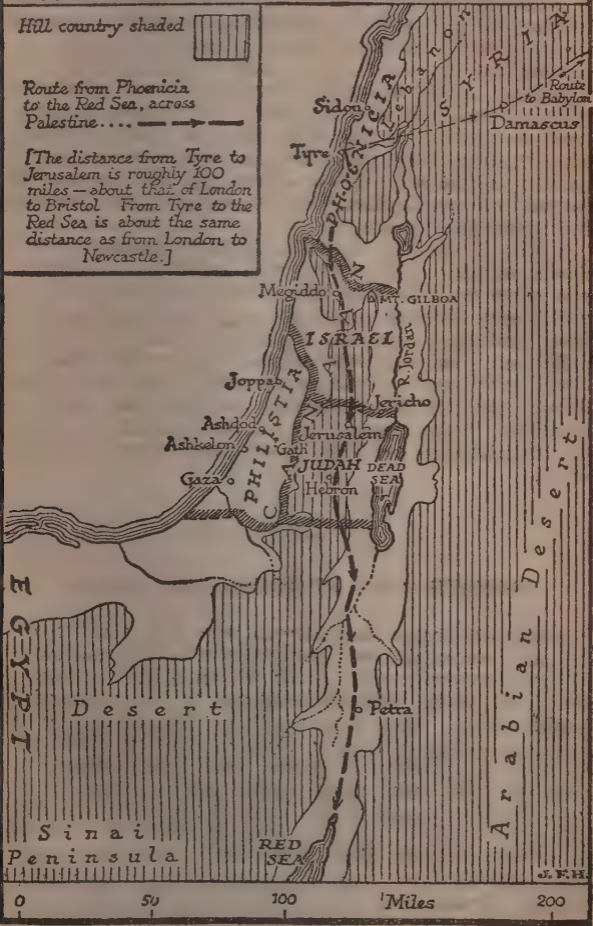 Hill country shaded
Route from Phoenicia
to the Red Sea, across
Palestine....
[The distance from Tyre to
Jerusalem is roughly 100
miles — about that of London
to Bristol From Tyre to the
Red Sea is about the same
distance as from London to
Newcastle.]
Lebanon
SYRIA
Route
to Babylon
Sidon
Damascus
Tyre
PHOENICIA
Megiddo
MT. GILBOA
CANAAN
ISRAEL
R. Jordan
Joppa
Jericho
PHILISTIA
Ashdod
Jerusalem
Ashkelon
Gath
JUDAH
DEAD
SEA
Gaza
Hebron
Arabian Desert
EGYPT
Desert
Petra
Sinai
Peninsula
RED
SEA
J.F.H.
0 50 100 Miles 200